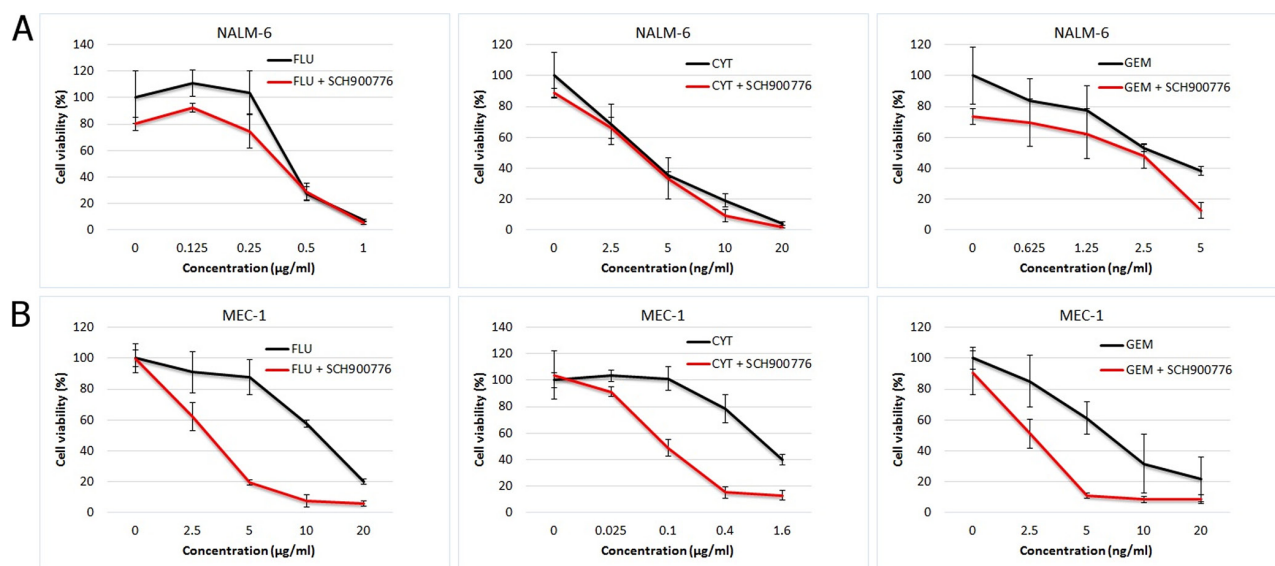 A
NALM-6
140
120
100
80
60
40
20
0
Cell viability (%)
FLU
FLU + SCH900776
0 0.125 0.25 0.5 1
Concentration (µg/ml)
NALM-6
120
100
80
60
40
20
0
Cell viability (%)
CYT
CYT + SCH900776
0 2.5 5 10 20
Concentration (ng/ml)
NALM-6
120
100
80
60
40
20
0
Cell viability (%)
GEM
GEM + SCH900776
0 0.625 1.25 2.5 5
Concentration (ng/ml)
B
MEC-1
120
100
80
60
40
20
0
Cell viability (%)
FLU
FLU + SCH900776
0 2.5 5 10 20
Concentration (µg/ml)
MEC-1
140
120
100
80
60
40
20
0
Cell viability (%)
CYT
CYT + SCH900776
0 0.025 0.1 0.4 1.6
Concentration (µg/ml)
MEC-1
120
100
80
60
40
20
0
Cell viability (%)
GEM
GEM + SCH900776
0 2.5 5 10 20
Concentration (ng/ml)